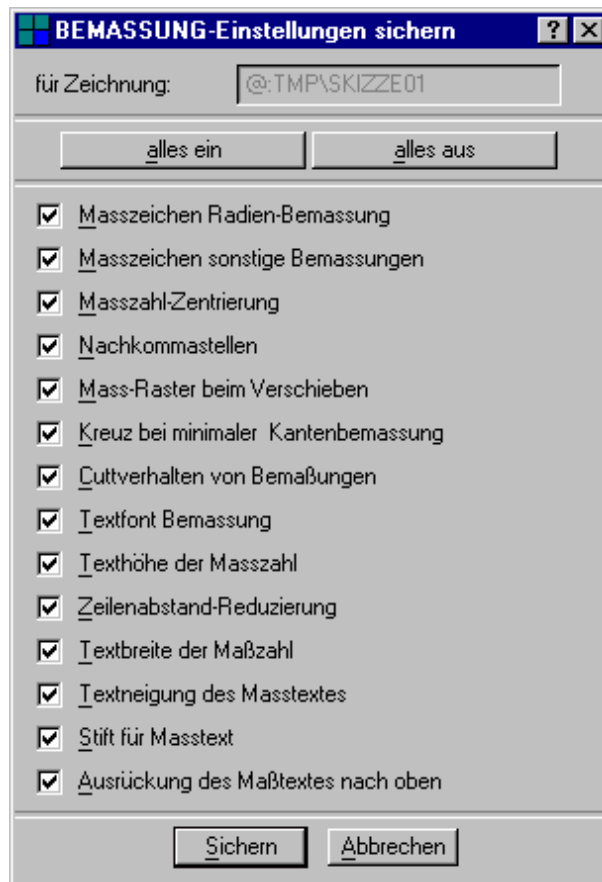 BEMASSUNG-Einstellungen sichern ? ×
für Zeichnung: @:TMP\SKIZZE01
alles ein alles aus
Masszeichen Radien-Bemassung
Masszeichen sonstige Bemassungen
Masszahl-Zentrierung
Nachkommastellen
Mass-Raster beim Verschieben
Kreuz bei minimaler Kantenbemassung
Cuttverhalten von Bemaßungen
Textfont Bemassung
Texthöhe der Masszahl
Zeilenabstand-Reduzierung
Textbreite der Maßzahl
Textneigung des Masstextes
Stift für Masstext
Ausrückung des Maßtextes nach oben
Sichern Abbrechen